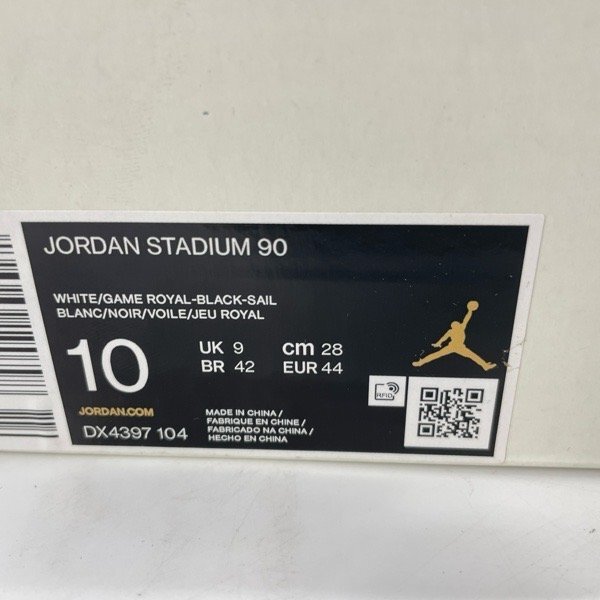 JORDAN STADIUM 90
WHITE/GAME ROYAL-BLACK-SAIL
BLANC/NOIR/VOILE/JEU ROYAL
10
UK 9 cm 28
BR 42 EUR 44
RFID
JORDAN.COM
DX4397 104
MADE IN CHINA /
FABRIQUE EN CHINE /
FABRICADO NA CHINA /
HECHO EN CHINA